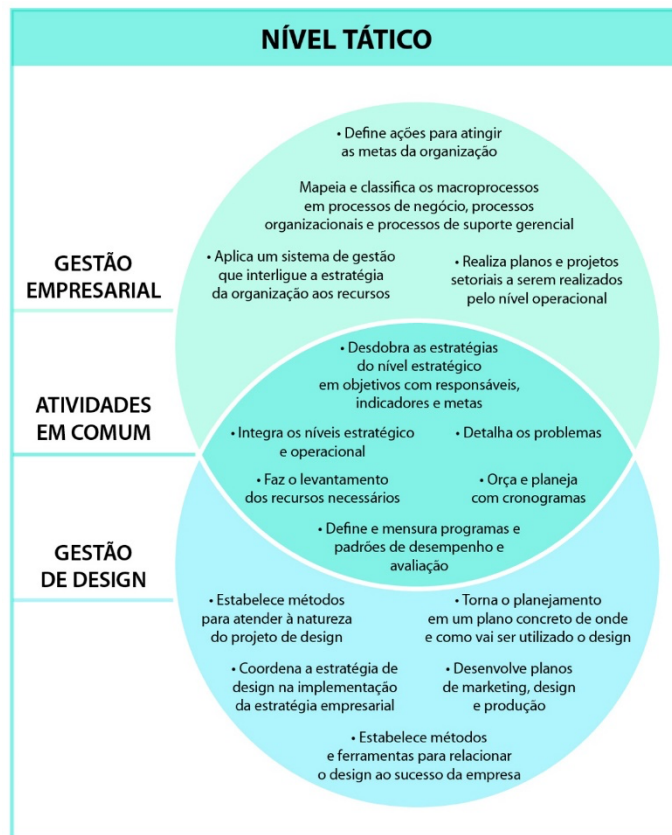 NÍVEL TÁTICO
GESTÃO
EMPRESARIAL
• Define ações para atingir
as metas da organização
Mapeia e classifica os macroprocessos
em processos de negócio, processos
organizacionais e processos de suporte gerencial
• Aplica um sistema de gestão
que interligue a estratégia
da organização aos recursos
• Realiza planos e projetos
setoriais a serem realizados
pelo nível operacional
ATIVIDADES
EM COMUM
• Desdobra as estratégias
do nível estratégico
em objetivos com responsáveis,
indicadores e metas
• Integra os níveis estratégico
e operacional
• Detalha os problemas
• Faz o levantamento
dos recursos necessários
• Orça e planeja
com cronogramas
• Define e mensura programas e
padrões de desempenho e
avaliação
GESTÃO
DE DESIGN
• Estabelece métodos
para atender à natureza
do projeto de design
• Torna o planejamento
em um plano concreto de onde
e como vai ser utilizado o design
• Coordena a estratégia de
design na implementação
da estratégia empresarial
• Desenvolve planos
de marketing, design
e produção
• Estabelece métodos
e ferramentas para relacionar
o design ao sucesso da empresa